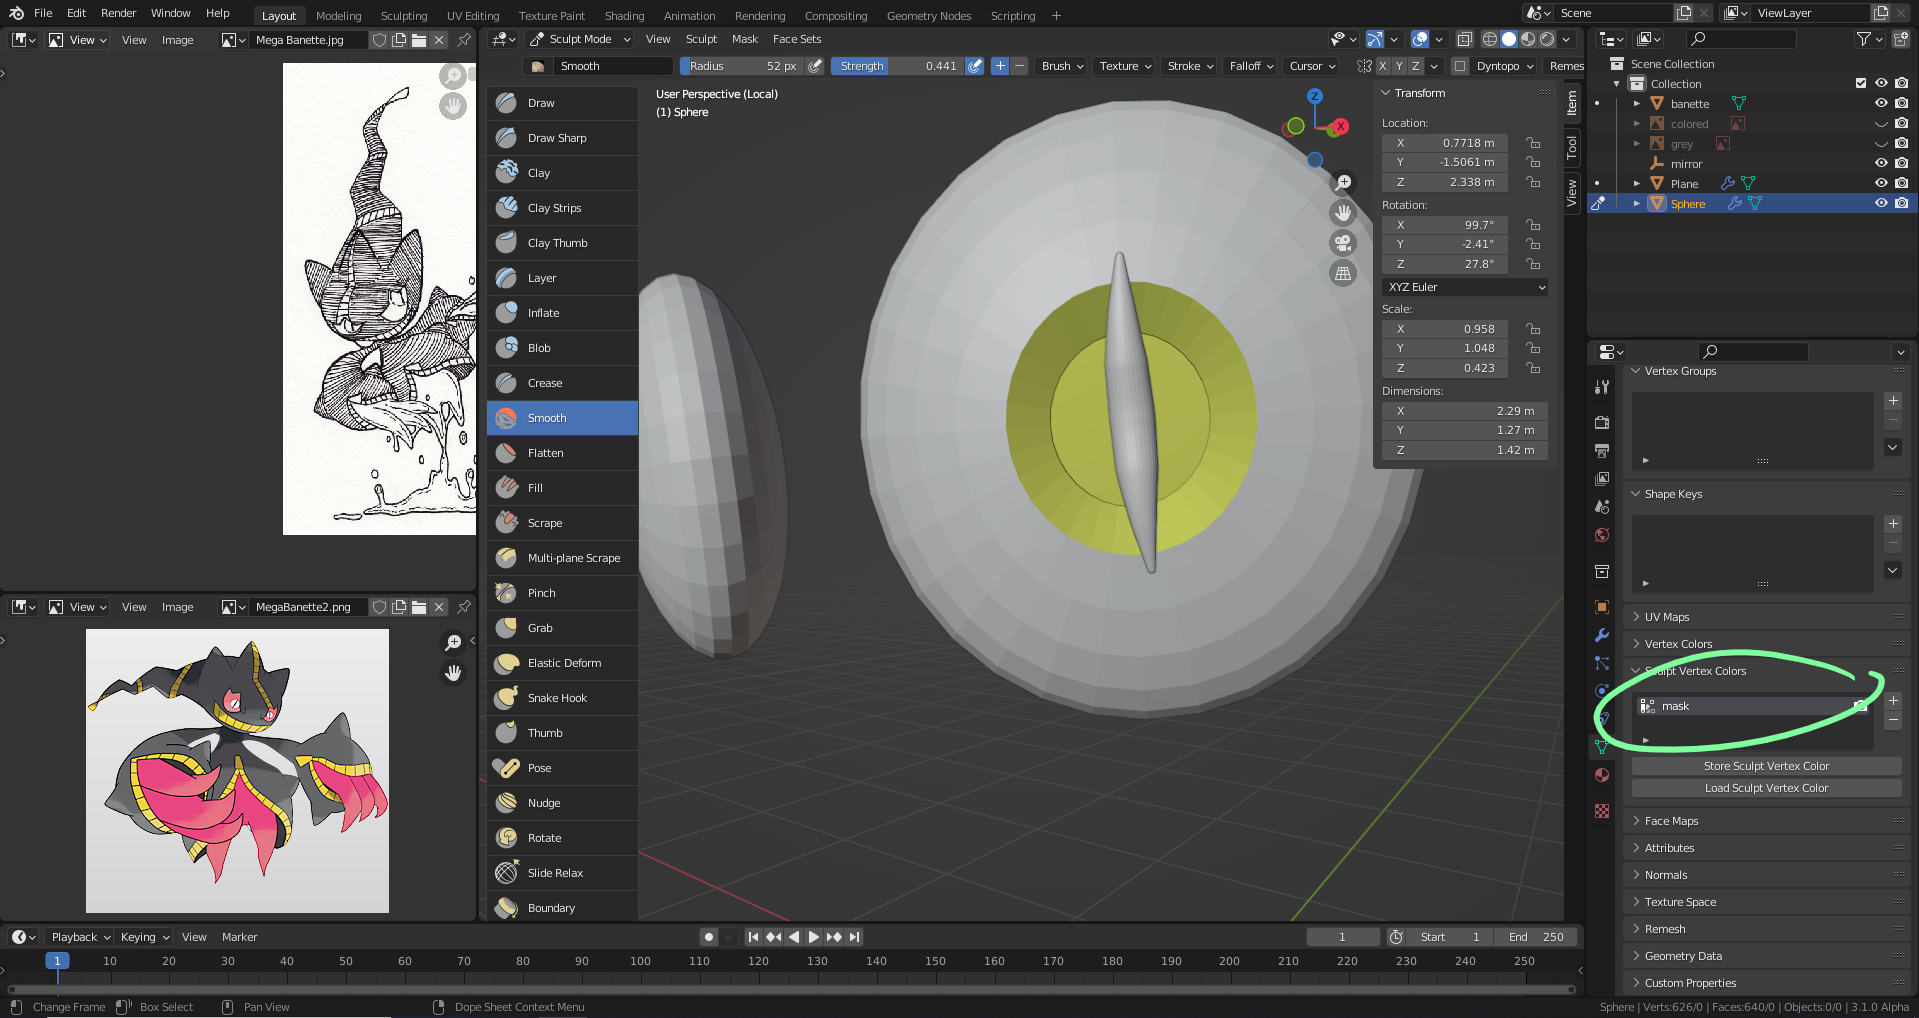 File Edit Render Window Help
Layout Modeling Sculpting UV Editing Texture Paint Shading Animation Rendering Compositing Geometry Nodes Scripting +
Scene
ViewLayer
View View Image Mega Banette.jpg
Sculpt Mode View Sculpt Mask Face Sets
Smooth Radius 52 px Strength 0.441 Brush Texture Stroke Falloff Cursor X Y Z Dyntopo Remes
User Perspective (Local)
(1) Sphere
Draw
Draw Sharp
Clay
Clay Strips
Clay Thumb
Layer
Inflate
Blob
Crease
Smooth
Flatten
Fill
Scrape
Multi-plane Scrape
Pinch
Grab
Elastic Deform
Snake Hook
Thumb
Pose
Nudge
Rotate
Slide Relax
Boundary
Z
X
Transform
Location:
X 0.7718 m
Y -1.5061 m
Z 2.338 m
Rotation:
X 99.7°
Y -2.41°
Z 27.8°
XYZ Euler
Scale:
X 0.958
Y 1.048
Z 0.423
Dimensions:
X 2.29 m
Y 1.27 m
Z 1.42 m
Item
Tool
View
Scene Collection
Collection
banette
colored
grey
mirror
Plane
Sphere
Vertex Groups
Shape Keys
UV Maps
Vertex Colors
Sculpt Vertex Colors
mask
Store Sculpt Vertex Color
Load Sculpt Vertex Color
Face Maps
Attributes
Normals
Texture Space
Remesh
Geometry Data
Custom Properties
View View Image MegaBanette2.png
Playback Keying View Marker
1 Start 1 End 250
1 10 20 30 40 50 60 70 80 90 100 110 120 130 140 150 160 170 180 190 200 210 220 230 240 250
Change Frame Box Select Pan View Dope Sheet Context Menu
Sphere | Verts:626/0 | Faces:640/0 | Objects:0/0 | 3.1.0 Alpha